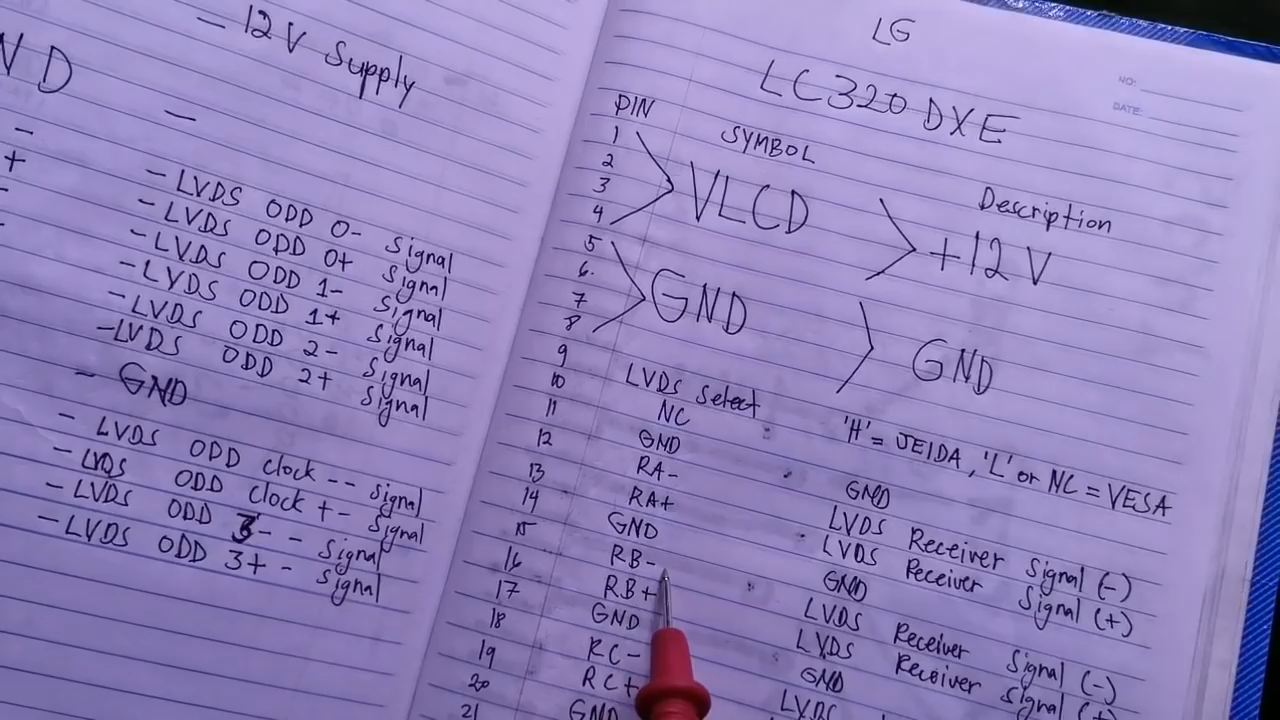 - 12 V Supply
ND
-
-
+
- LVDS ODD 0- Signal
- LVDS ODD 0+ Signal
- LVDS ODD 1- Signal
- LVDS ODD 1+ Signal
- LVDS ODD 2- Signal
- LVDS ODD 2+ Signal
- GND
- LVDS ODD clock -- Signal
- LVDS ODD clock +- Signal
- LVDS ODD 3- - Signal
- LVDS ODD 3+ - Signal
LG
LC320 DXE
NO:
DATE:
PIN SYMBOL Description
1
2
3
4
VLCD +12 V
5
6.
7
8
GND GND
9 LVDS Select 'H' = JEIDA, 'L' or NC = VESA
10 NC
11 GND GND
12 RA- LVDS Receiver Signal (-)
13 RA+ LVDS Receiver Signal (+)
14 GND GND
15 RB- LVDS Receiver Signal (-)
16 RB+ LVDS Receiver Signal (+)
17 GND GND
18 RC- LVDS
19 RC+
20 GND
21